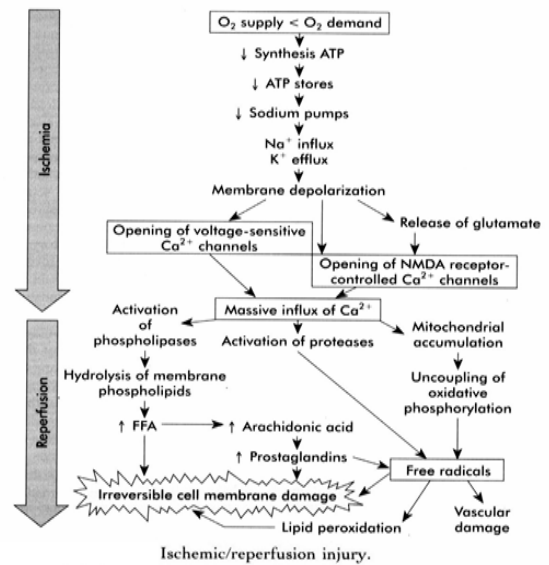 O₂ supply < O₂ demand
↓ Synthesis ATP
↓ ATP stores
↓ Sodium pumps
Na⁺ influx
K⁺ efflux
Membrane depolarization
Ischemia
Opening of voltage-sensitive
Ca²⁺ channels
Release of glutamate
Opening of NMDA receptor-
controlled Ca²⁺ channels
Massive influx of Ca²⁺
Reperfusion
Activation
of
phospholipases
Activation of proteases
Mitochondrial
accumulation
Hydrolysis of membrane
phospholipids
Uncoupling of
oxidative
phosphorylation
↑ FFA
↑ Arachidonic acid
↑ Prostaglandins
Free radicals
Irreversible cell membrane damage
Lipid peroxidation
Vascular
damage
Ischemic/reperfusion injury.